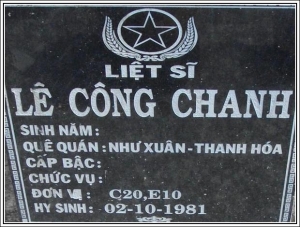 LIỆT SĨ
LÊ CÔNG CHANH
SINH NĂM:
QUÊ QUÁN: NHƯ XUÂN-THANH HÓA
CẤP BẬC:
CHỨC VỤ:
ĐƠN VỊ: C20,E10
HY SINH: 02-10-1981